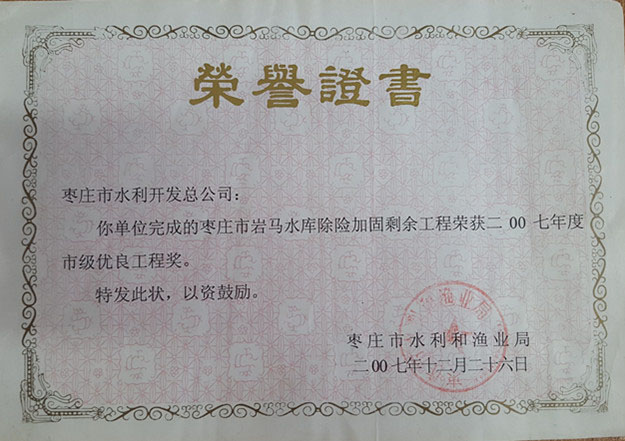 榮譽證書
枣庄市水利开发总公司：
你单位完成的枣庄市岩马水库除险加固剩余工程荣获二00七年度
市级优良工程奖。
特发此状，以资鼓励。
枣庄市水利和渔业局
二00七年十二月二十六日